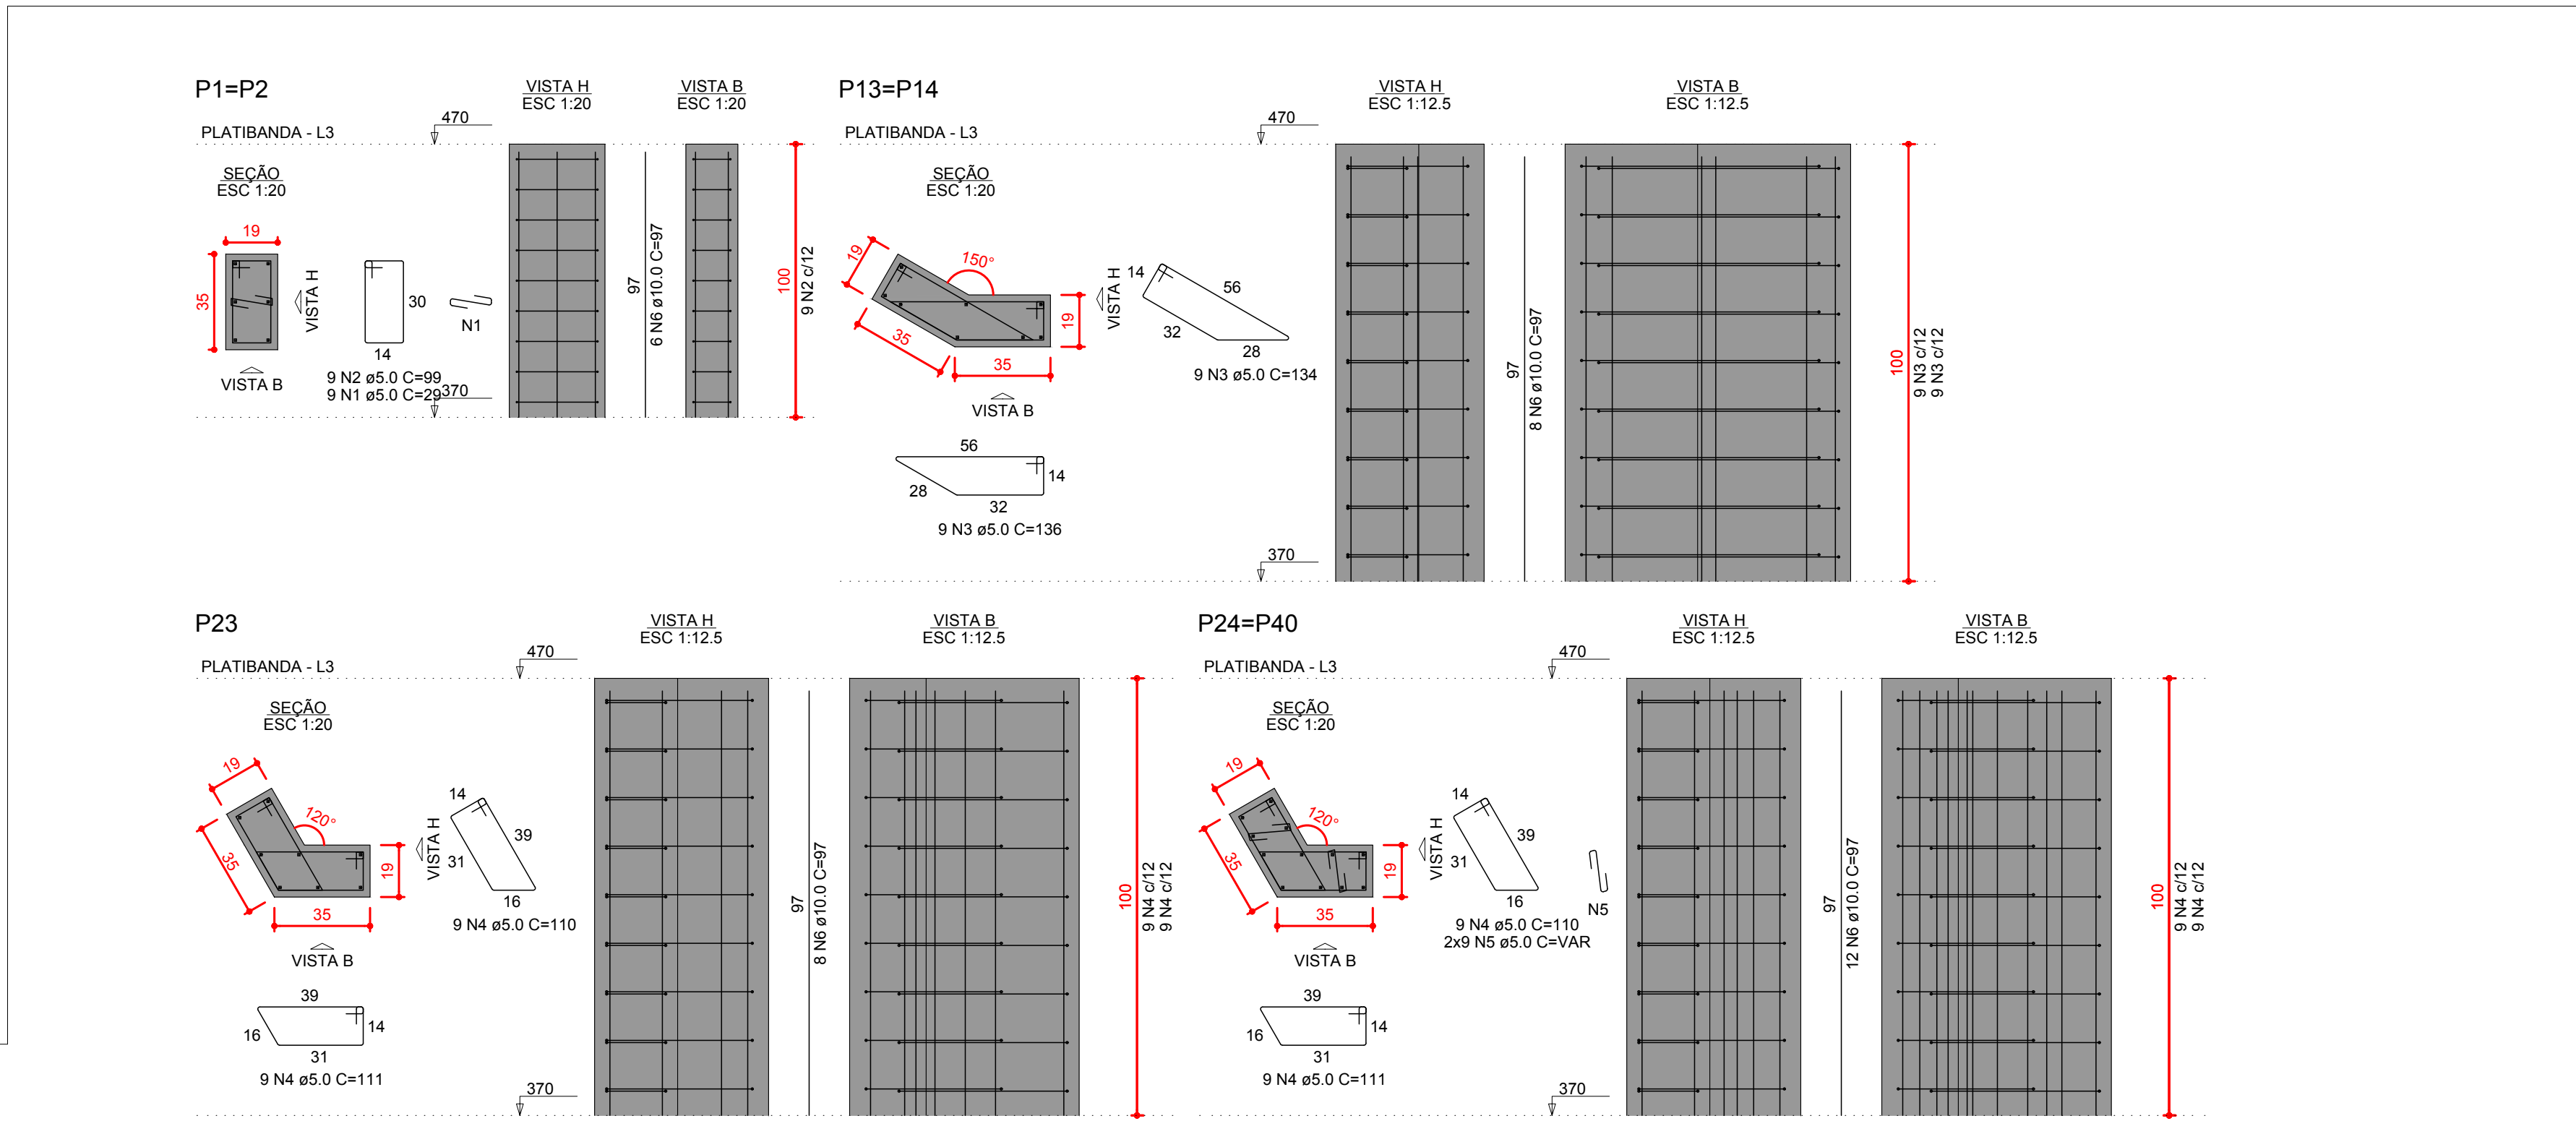 P1=P2
VISTA H
ESC 1:20
VISTA B
ESC 1:20
PLATIBANDA - L3
470
SEÇÃO
ESC 1:20
19
35
VISTA H
VISTA B
30
14
N1
9 N2 ø5.0 C=99
9 N1 ø5.0 C=29
370
97
6 N6 ø10.0 C=97
100
9 N2 c/12
P13=P14
VISTA H
ESC 1:12.5
VISTA B
ESC 1:12.5
PLATIBANDA - L3
470
SEÇÃO
ESC 1:20
19
150°
35
35
19
VISTA H
VISTA B
14
56
32
28
9 N3 ø5.0 C=134
56
14
28
32
9 N3 ø5.0 C=136
370
97
8 N6 ø10.0 C=97
100
9 N3 c/12
9 N3 c/12
P23
VISTA H
ESC 1:12.5
VISTA B
ESC 1:12.5
PLATIBANDA - L3
470
SEÇÃO
ESC 1:20
19
120°
35
35
19
VISTA H
VISTA B
14
39
31
16
9 N4 ø5.0 C=110
39
16
14
31
9 N4 ø5.0 C=111
370
97
8 N6 ø10.0 C=97
100
9 N4 c/12
9 N4 c/12
P24=P40
VISTA H
ESC 1:12.5
VISTA B
ESC 1:12.5
PLATIBANDA - L3
470
SEÇÃO
ESC 1:20
19
120°
35
35
19
VISTA H
VISTA B
14
39
31
16
N5
9 N4 ø5.0 C=110
2x9 N5 ø5.0 C=VAR
39
16
14
31
9 N4 ø5.0 C=111
370
97
12 N6 ø10.0 C=97
100
9 N4 c/12
9 N4 c/12